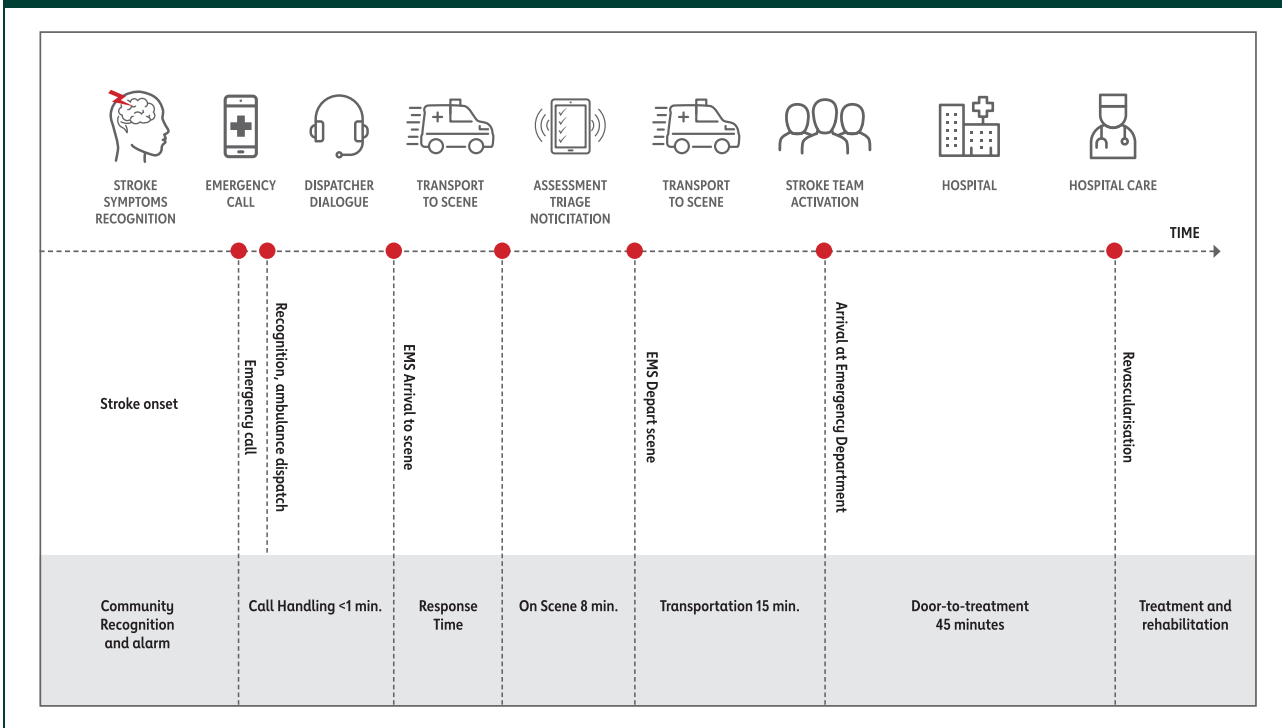 STROKE
SYMPTOMS
RECOGNITION
EMERGENCY
CALL
DISPATCHER
DIALOGUE
TRANSPORT
TO SCENE
ASSESSMENT
TRIAGE
NOTICITATION
TRANSPORT
TO SCENE
STROKE TEAM
ACTIVATION
HOSPITAL
HOSPITAL CARE
TIME
Stroke onset
Emergency call
Recognition, ambulance dispatch
EMS Arrival to scene
EMS Depart scene
Arrival at Emergency Department
Revascularisation
Community
Recognition
and alarm
Call Handling <1 min.
Response
Time
On Scene 8 min.
Transportation 15 min.
Door-to-treatment
45 minutes
Treatment and
rehabilitation